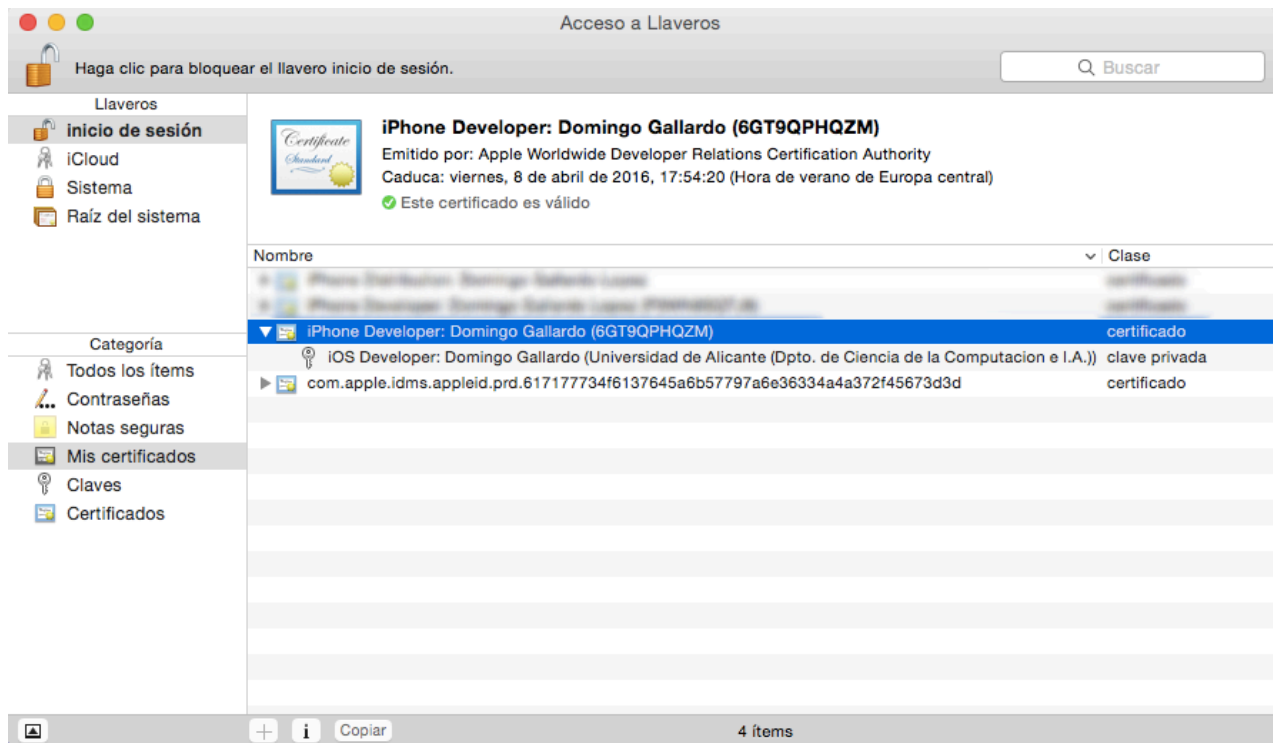 Acceso a Llaveros
Haga clic para bloquear el llavero inicio de sesión.
Buscar
Llaveros
inicio de sesión
iCloud
Sistema
Raíz del sistema
Certificate
Standard
iPhone Developer: Domingo Gallardo (6GT9QPHQZM)
Emitido por: Apple Worldwide Developer Relations Certification Authority
Caduca: viernes, 8 de abril de 2016, 17:54:20 (Hora de verano de Europa central)
Este certificado es válido
Nombre Clase
iPhone Developer: Domingo Gallardo (6GT9QPHQZM) certificado
iOS Developer: Domingo Gallardo (Universidad de Alicante (Dpto. de Ciencia de la Computacion e I.A.)) clave privada
com.apple.idms.appleid.prd.617177734f6137645a6b57797a6e36334a4a372f45673d3d certificado
Categoría
Todos los ítems
Contraseñas
Notas seguras
Mis certificados
Claves
Certificados
Copiar
4 ítems